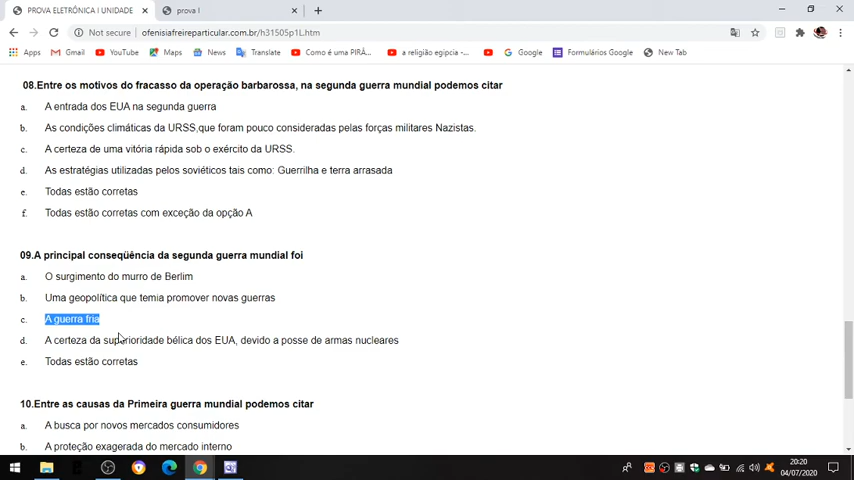 PROVA ELETRÔNICA I UNIDADE
prova I
Not secure | ofenisiafreireparticular.com.br/h31505p1L.htm
Apps Gmail YouTube Maps News Translate Como é uma PIRÂ... a religião egipcia -... Google Formulários Google New Tab
08.Entre os motivos do fracasso da operação barbarossa, na segunda guerra mundial podemos citar
a. A entrada dos EUA na segunda guerra
b. As condições climáticas da URSS,que foram pouco consideradas pelas forças militares Nazistas.
c. A certeza de uma vitória rápida sob o exército da URSS.
d. As estratégias utilizadas pelos soviéticos tais como: Guerrilha e terra arrasada
e. Todas estão corretas
f. Todas estão corretas com exceção da opção A
09.A principal conseqüência da segunda guerra mundial foi
a. O surgimento do murro de Berlim
b. Uma geopolítica que temia promover novas guerras
c. A guerra fria
d. A certeza da superioridade bélica dos EUA, devido a posse de armas nucleares
e. Todas estão corretas
10.Entre as causas da Primeira guerra mundial podemos citar
a. A busca por novos mercados consumidores
b. A proteção exagerada do mercado interno
20:20
04/07/2020